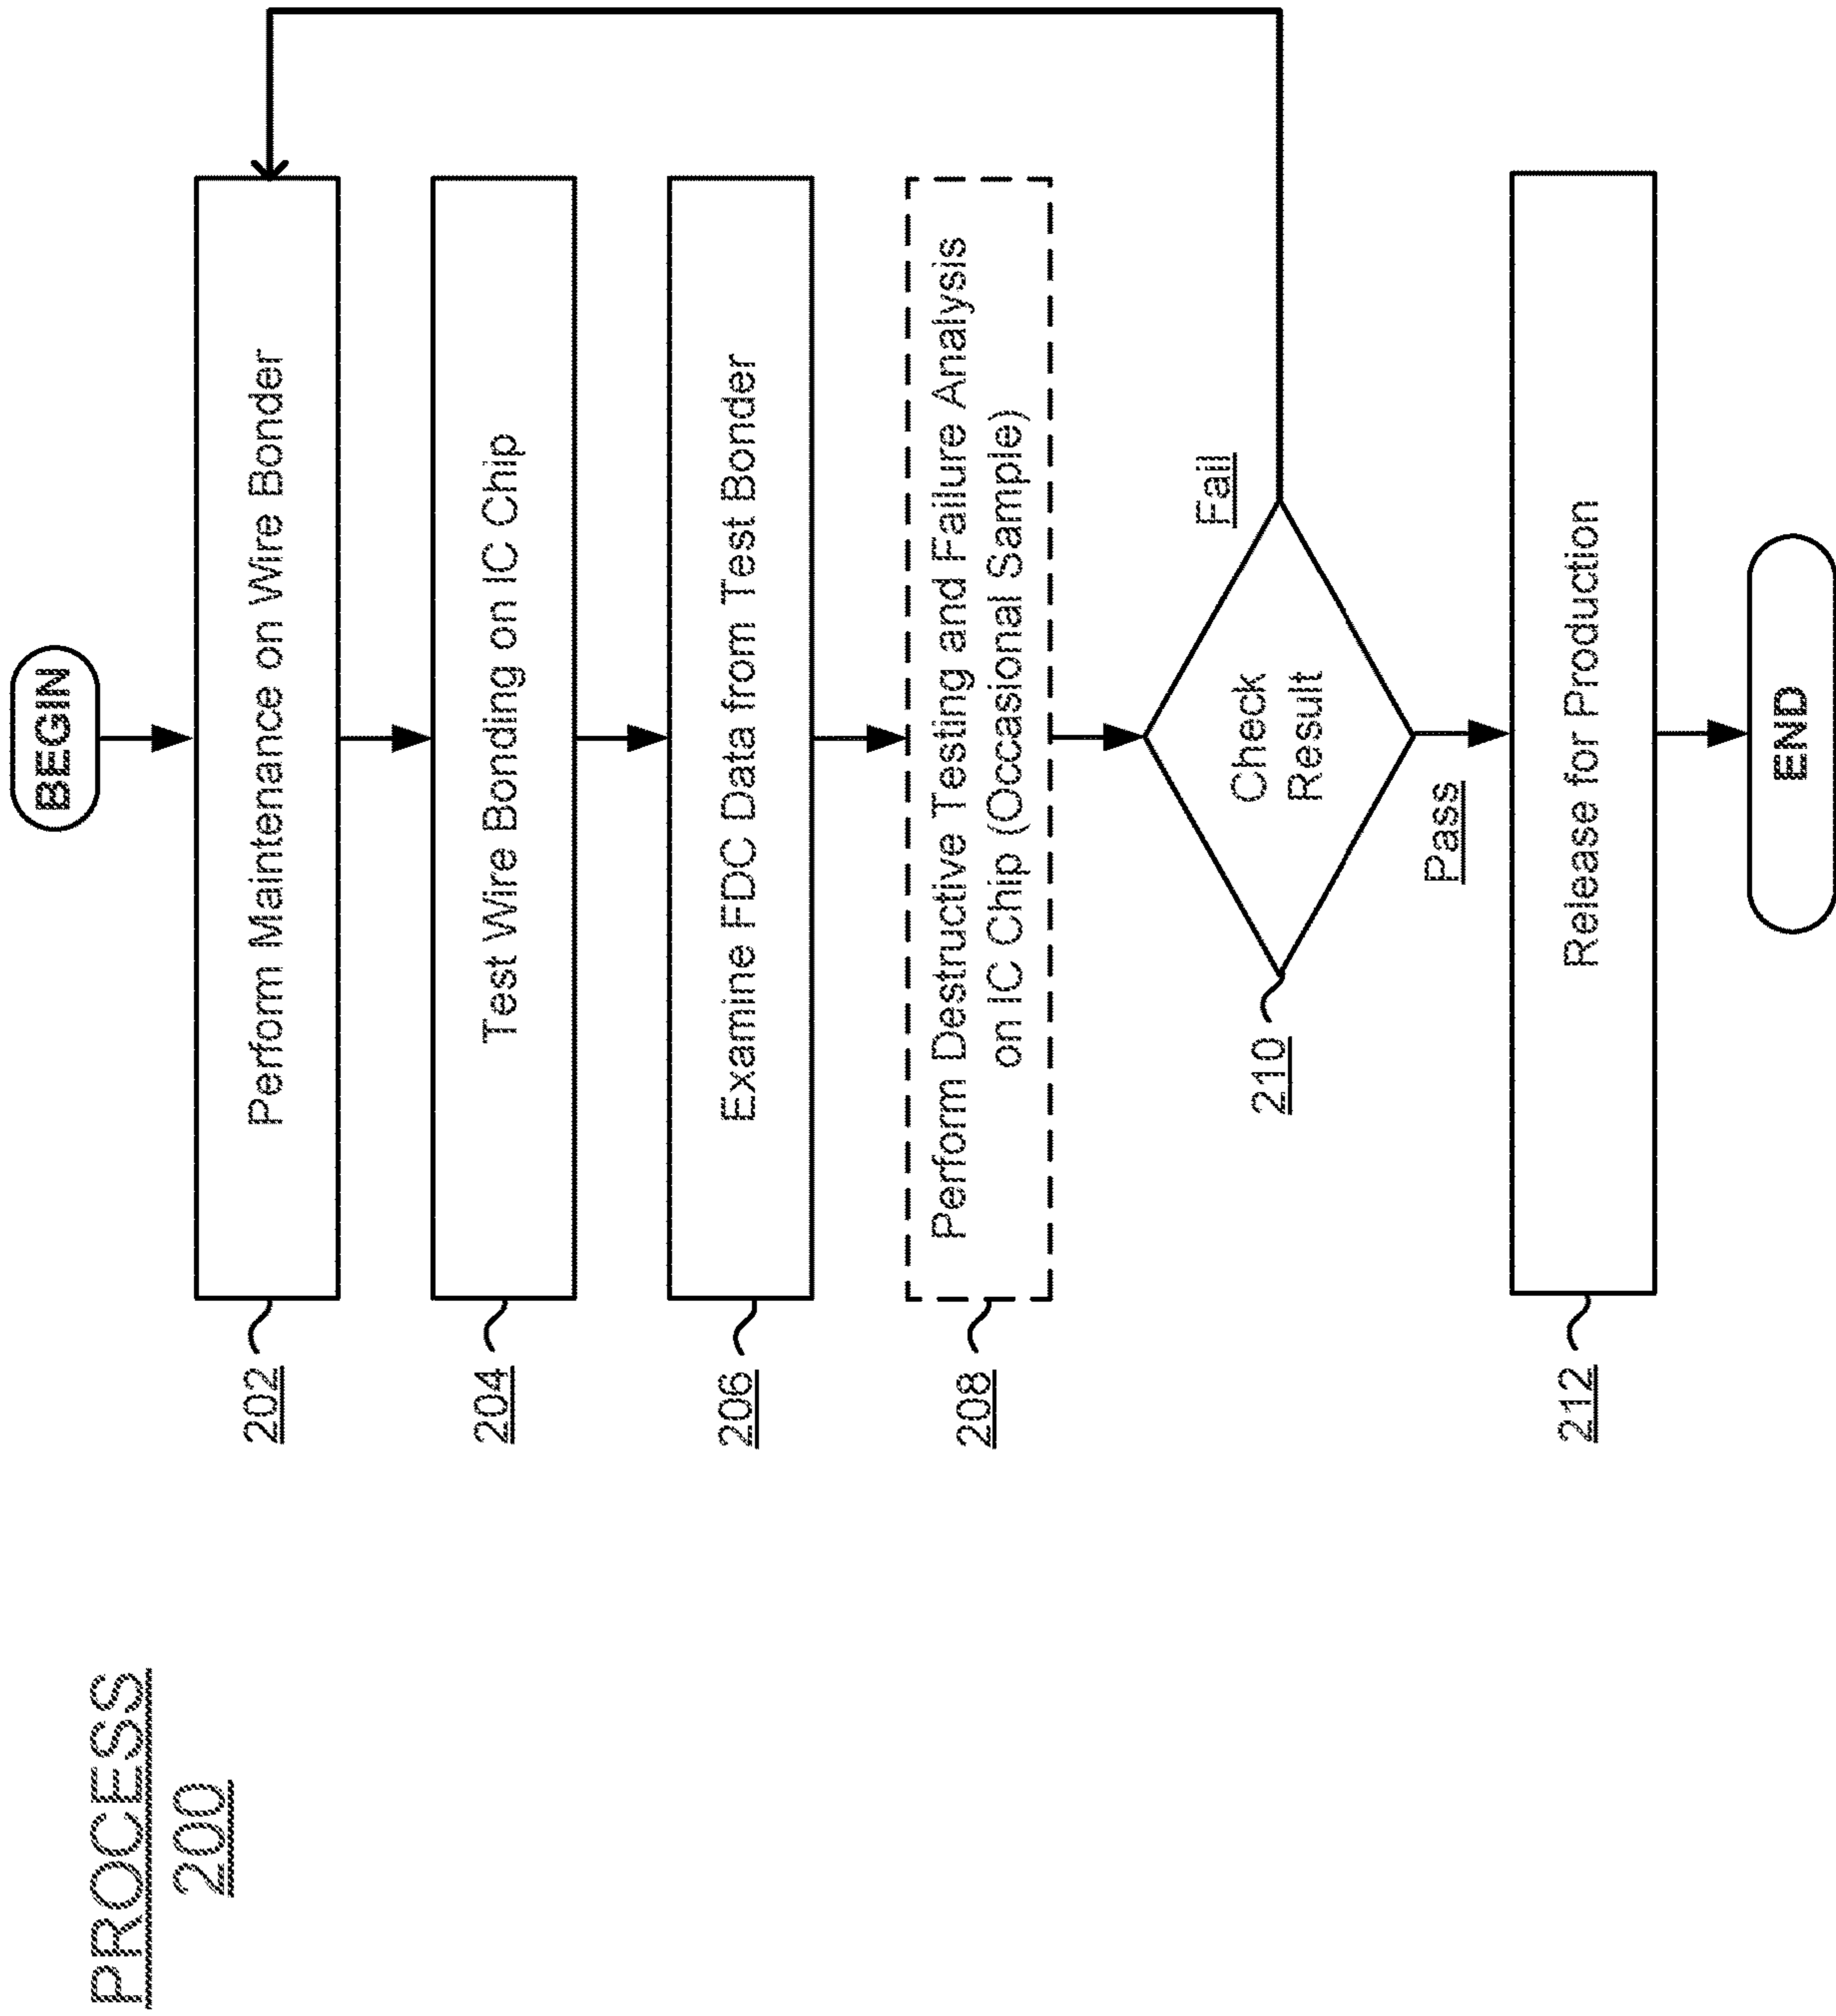 PROCESS
200
BEGIN
202
Perform Maintenance on Wire Bonder
204
Test Wire Bonding on IC Chip
206
Examine FDC Data from Test Bonder
208
Perform Destructive Testing and Failure Analysis
on IC Chip (Occasional Sample)
210
Check
Result
Fail
Pass
212
Release for Production
END